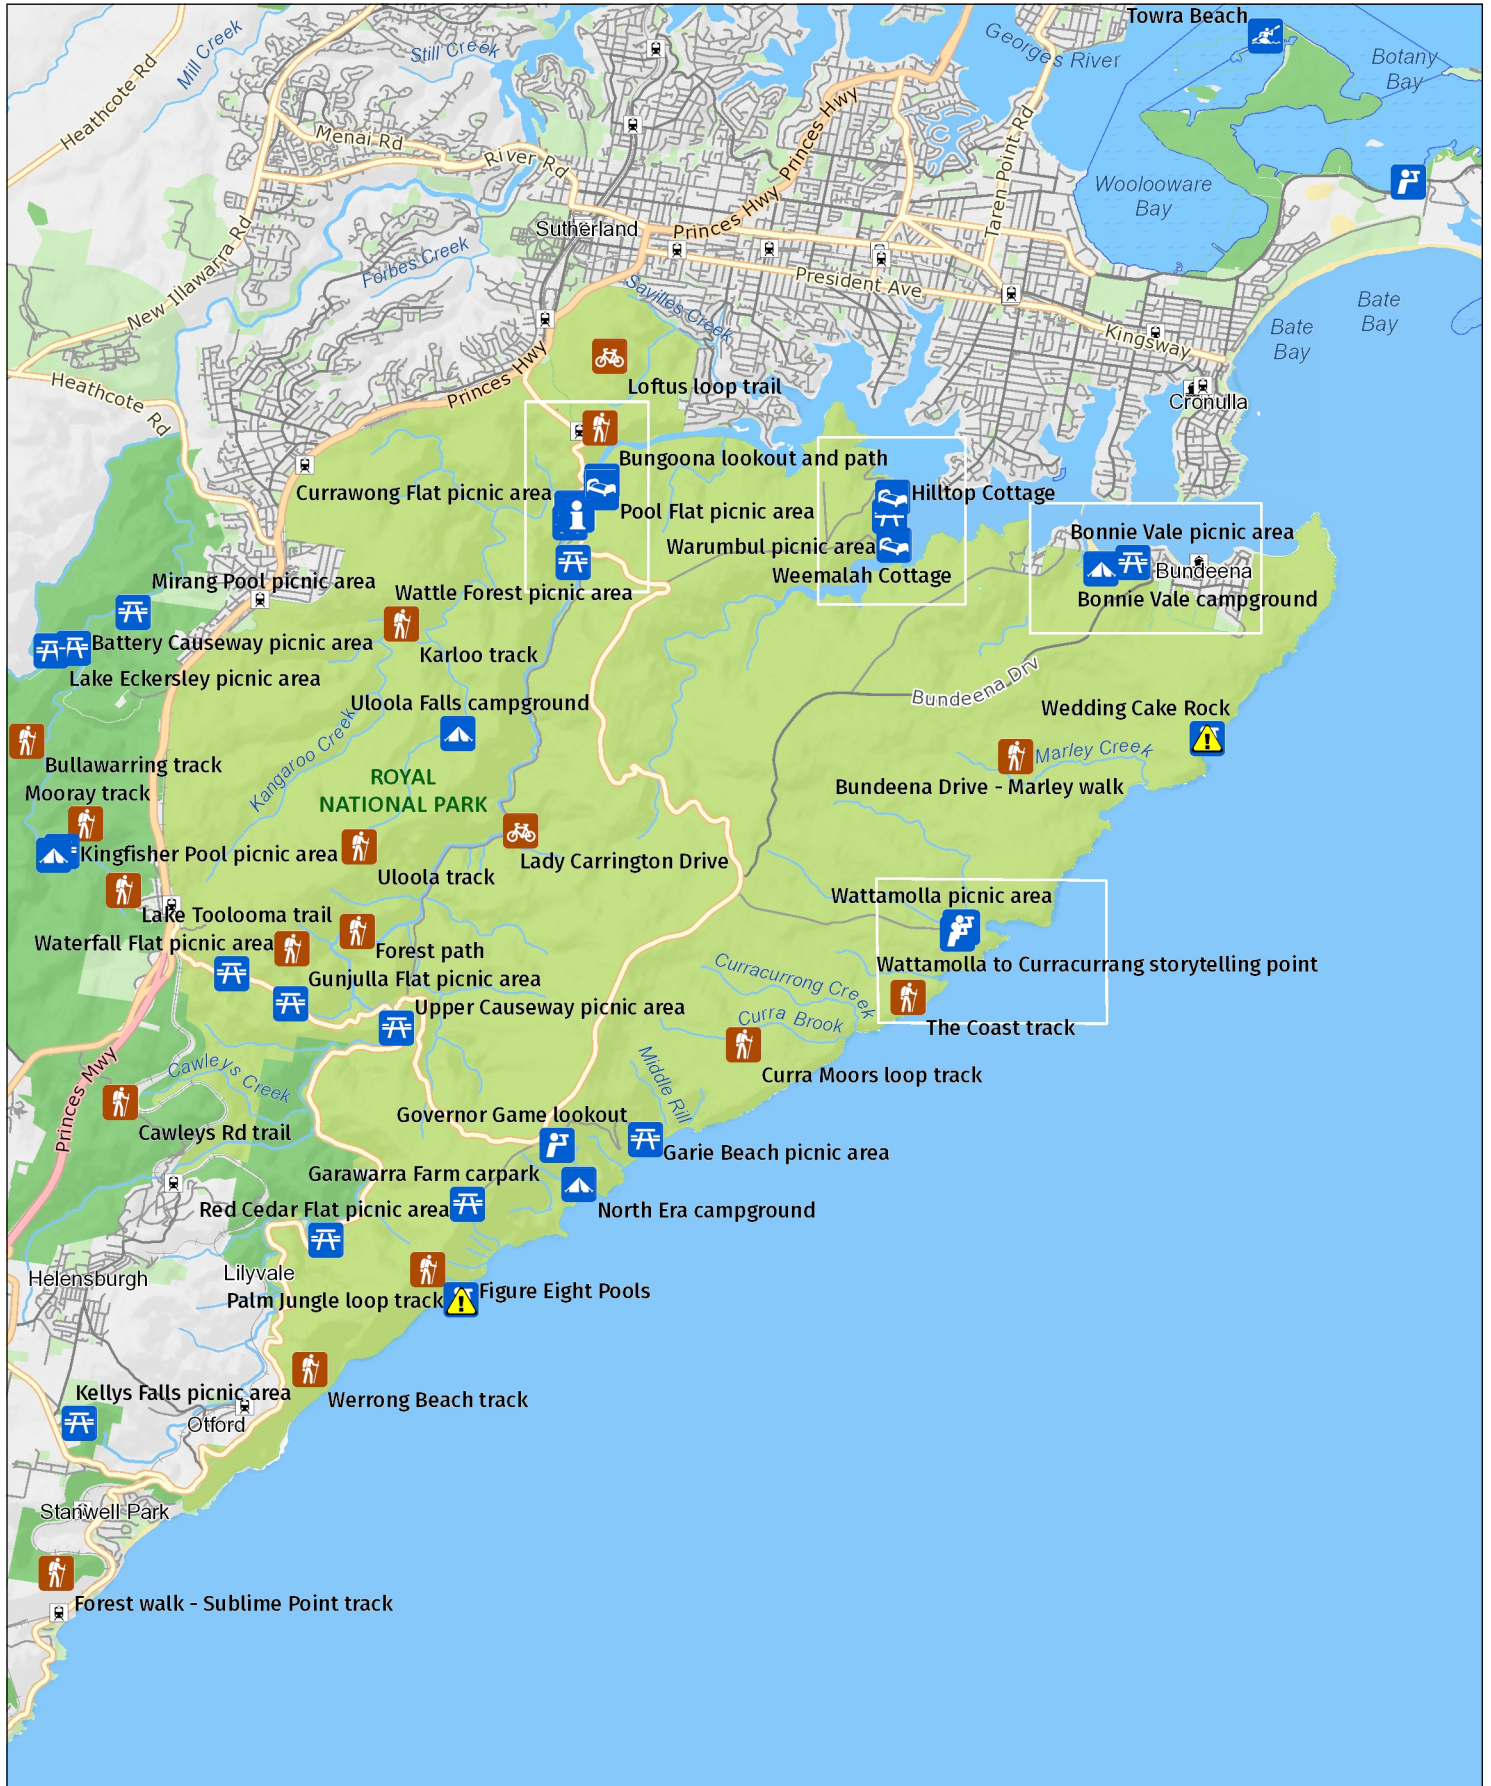 Towra Beach
Georges River
Botany
Bay
Mill Creek
Still Creek
Heathcote Rd
Menai Rd
River Rd
Princes Hwy
Princes Hwy
Taren Point Rd
Woolooware
Bay
Sutherland
Forbes Creek
New Illawarra Rd
President Ave
Savilles Creek
Kingsway
Bate
Bay
Bate
Bay
Princes Hwy
Heathcote Rd
Loftus loop trail
Cronulla
Bungoona lookout and path
Currawong Flat picnic area
Hilltop Cottage
Pool Flat picnic area
Bonnie Vale picnic area
Warumbul picnic area
Weemalah Cottage
Bundeena
Mirang Pool picnic area
Wattle Forest picnic area
Bonnie Vale campground
Battery Causeway picnic area
Karloo track
Lake Eckersley picnic area
Bundeena Drv
Uloola Falls campground
Wedding Cake Rock
Kangaroo Creek
Marley Creek
Bullawarring track
ROYAL
NATIONAL PARK
Bundeena Drive - Marley walk
Mooray track
Kingfisher Pool picnic area
Lady Carrington Drive
Uloola track
Wattamolla picnic area
Lake Toolooma trail
Waterfall Flat picnic area
Forest path
Wattamolla to Curracurrang storytelling point
Gunjulla Flat picnic area
Curracurrong Creek
Upper Causeway picnic area
Curra Brook
The Coast track
Princes Mwy
Cawleys Creek
Middle Rill
Curra Moors loop track
Governor Game lookout
Cawleys Rd trail
Garie Beach picnic area
Garawarra Farm carpark
Red Cedar Flat picnic area
North Era campground
Helensburgh
Lilyvale
Figure Eight Pools
Palm Jungle loop track
Kellys Falls picnic area
Werrong Beach track
Otford
Stanwell Park
Forest walk - Sublime Point track